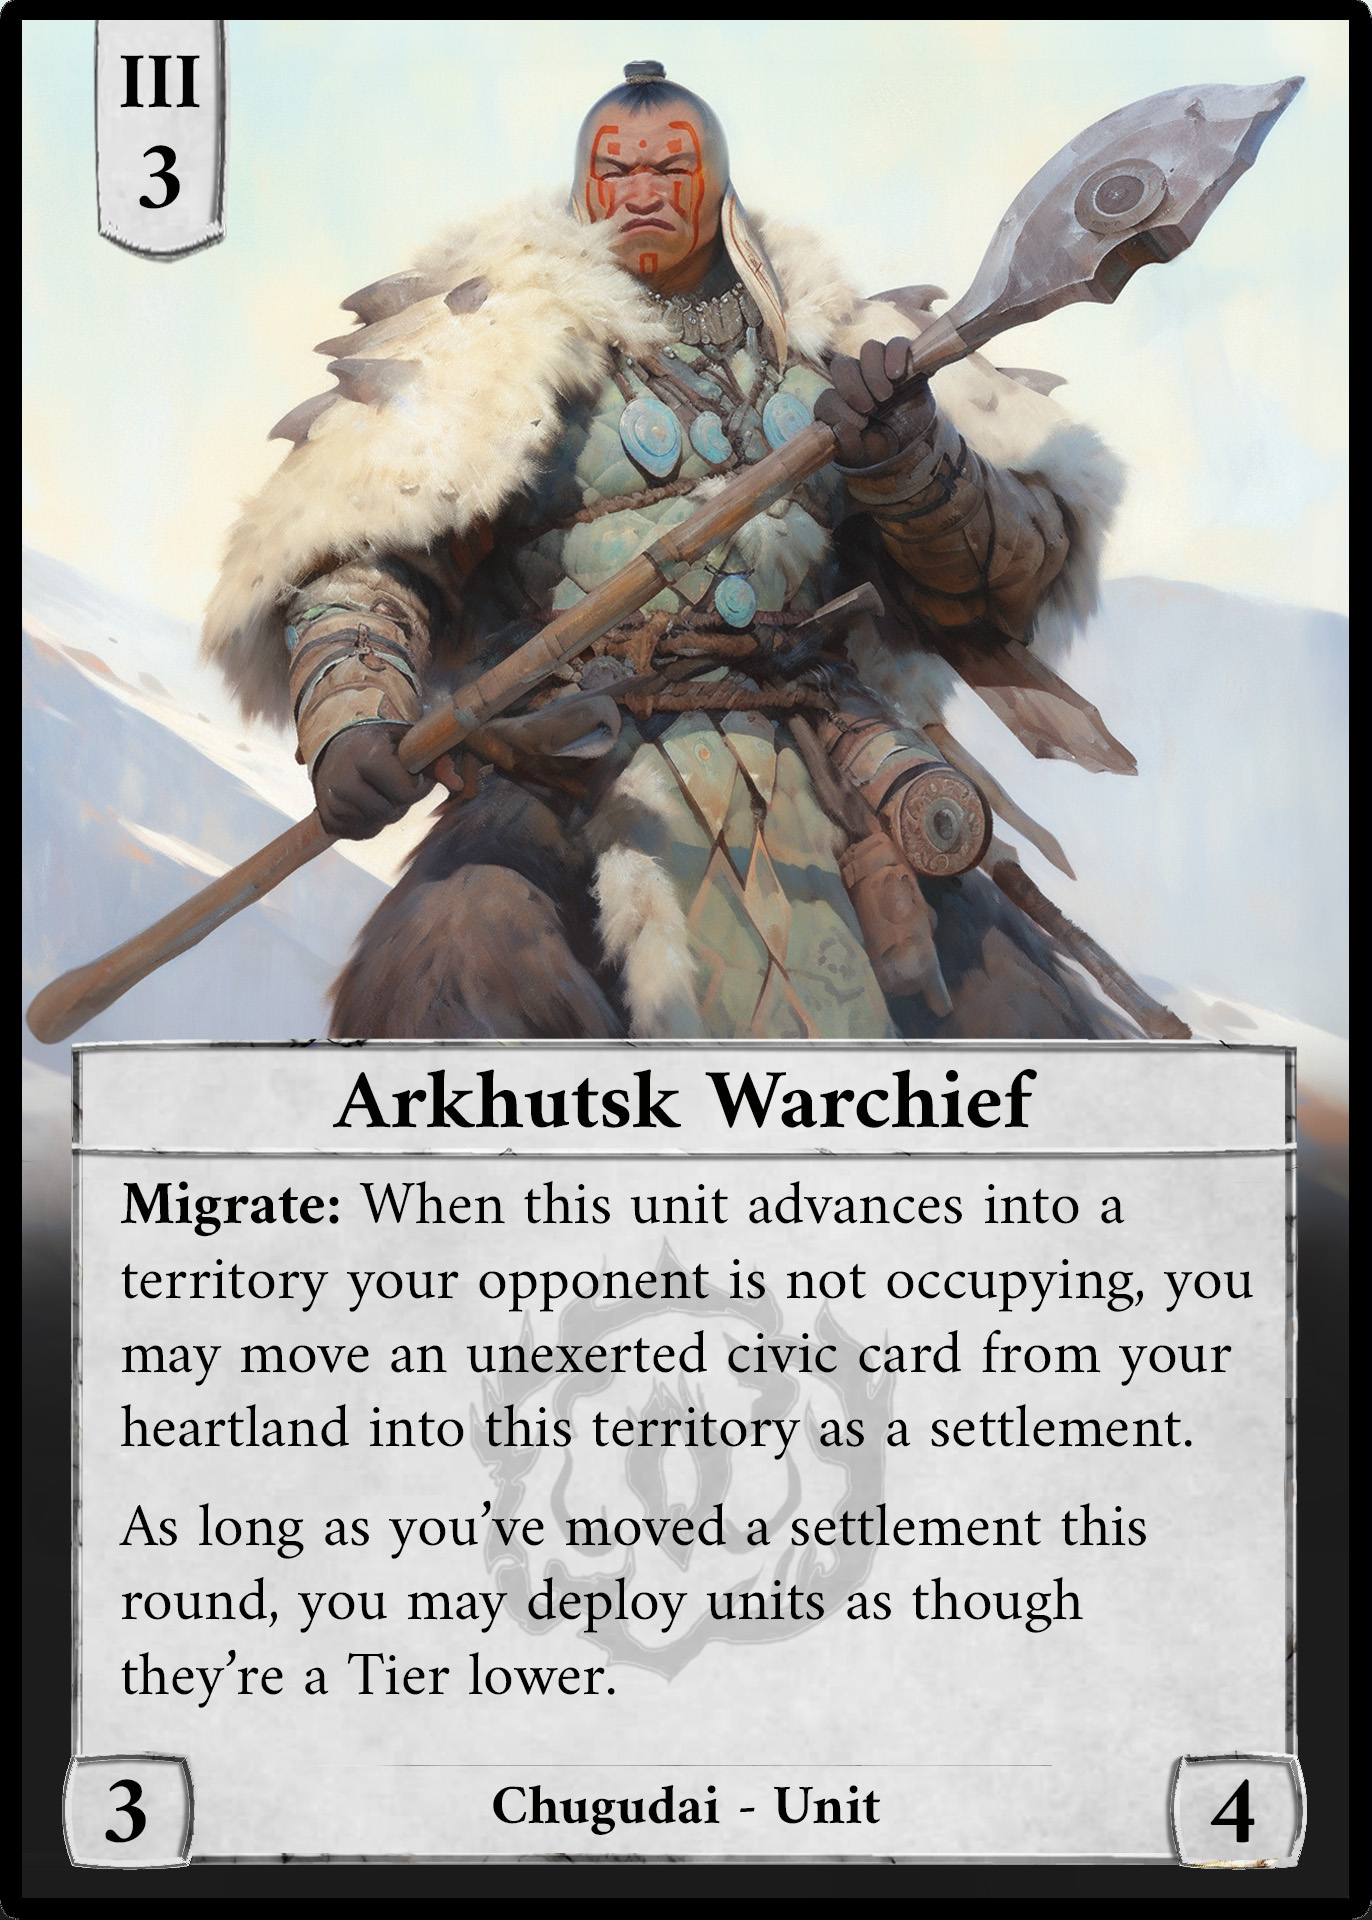 III
3
Arkhutsk Warchief
Migrate: When this unit advances into a
territory your opponent is not occupying, you
may move an unexerted civic card from your
heartland into this territory as a settlement.
As long as you’ve moved a settlement this
round, you may deploy units as though
they’re a Tier lower.
3
Chugudai - Unit
4